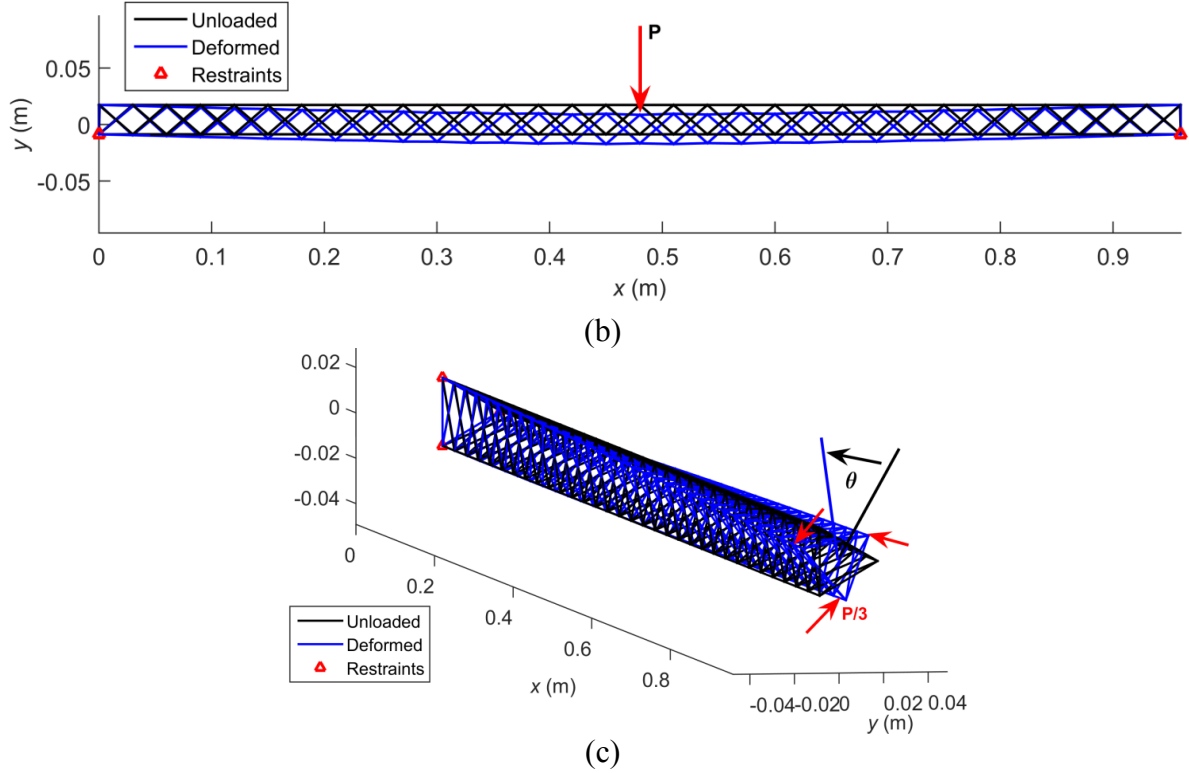 Unloaded
Deformed
Restraints
P
y (m)
0.05
0
-0.05
0 0.1 0.2 0.3 0.4 0.5 0.6 0.7 0.8 0.9
x (m)
(b)
0.02
0
-0.02
-0.04
θ
P/3
0 0.2 0.4 0.6 0.8
x (m)
-0.04 -0.02 0 0.02 0.04
y (m)
Unloaded
Deformed
Restraints
(c)